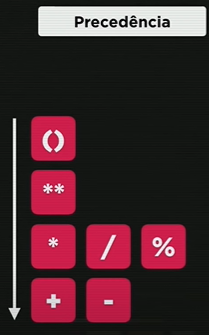 Precedência
()
**
* / %
+ -